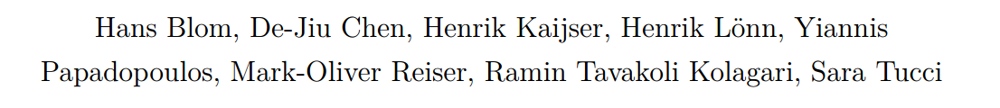 Hans Blom, De-Jiu Chen, Henrik Kaijser, Henrik Lönn, Yiannis
Papadopoulos, Mark-Oliver Reiser, Ramin Tavakoli Kolagari, Sara Tucci